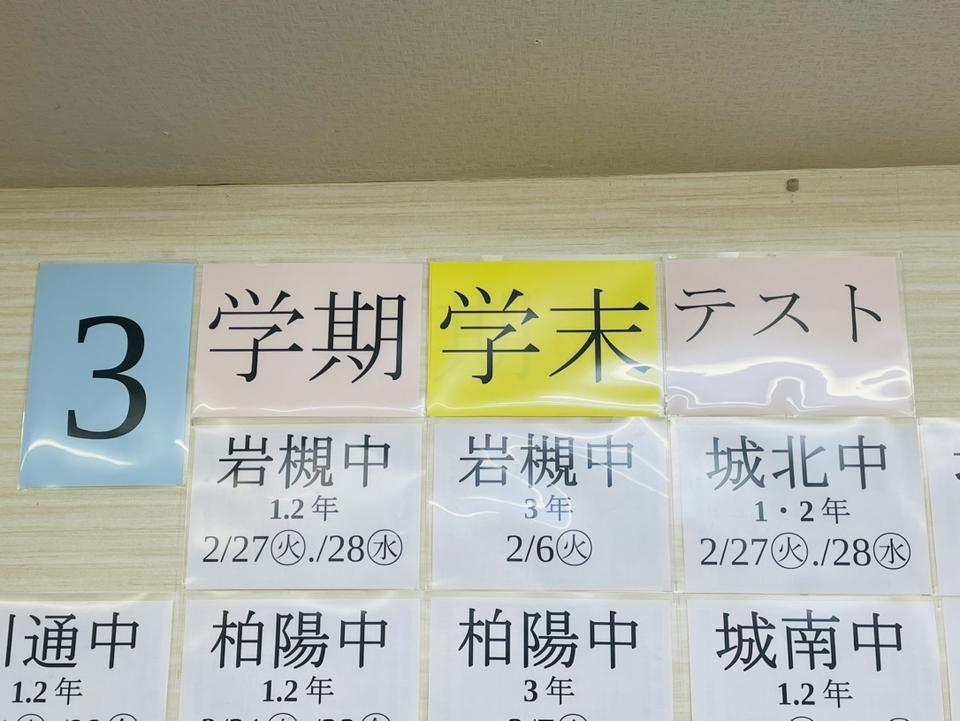 3
学期
学末
テスト
岩槻中
1.2 年
2/27㊋./28㊌
岩槻中
3 年
2/6㊋
城北中
1・2 年
2/27㊋./28㊌
川通中
1.2 年
柏陽中
1.2 年
柏陽中
3 年
城南中
1.2 年